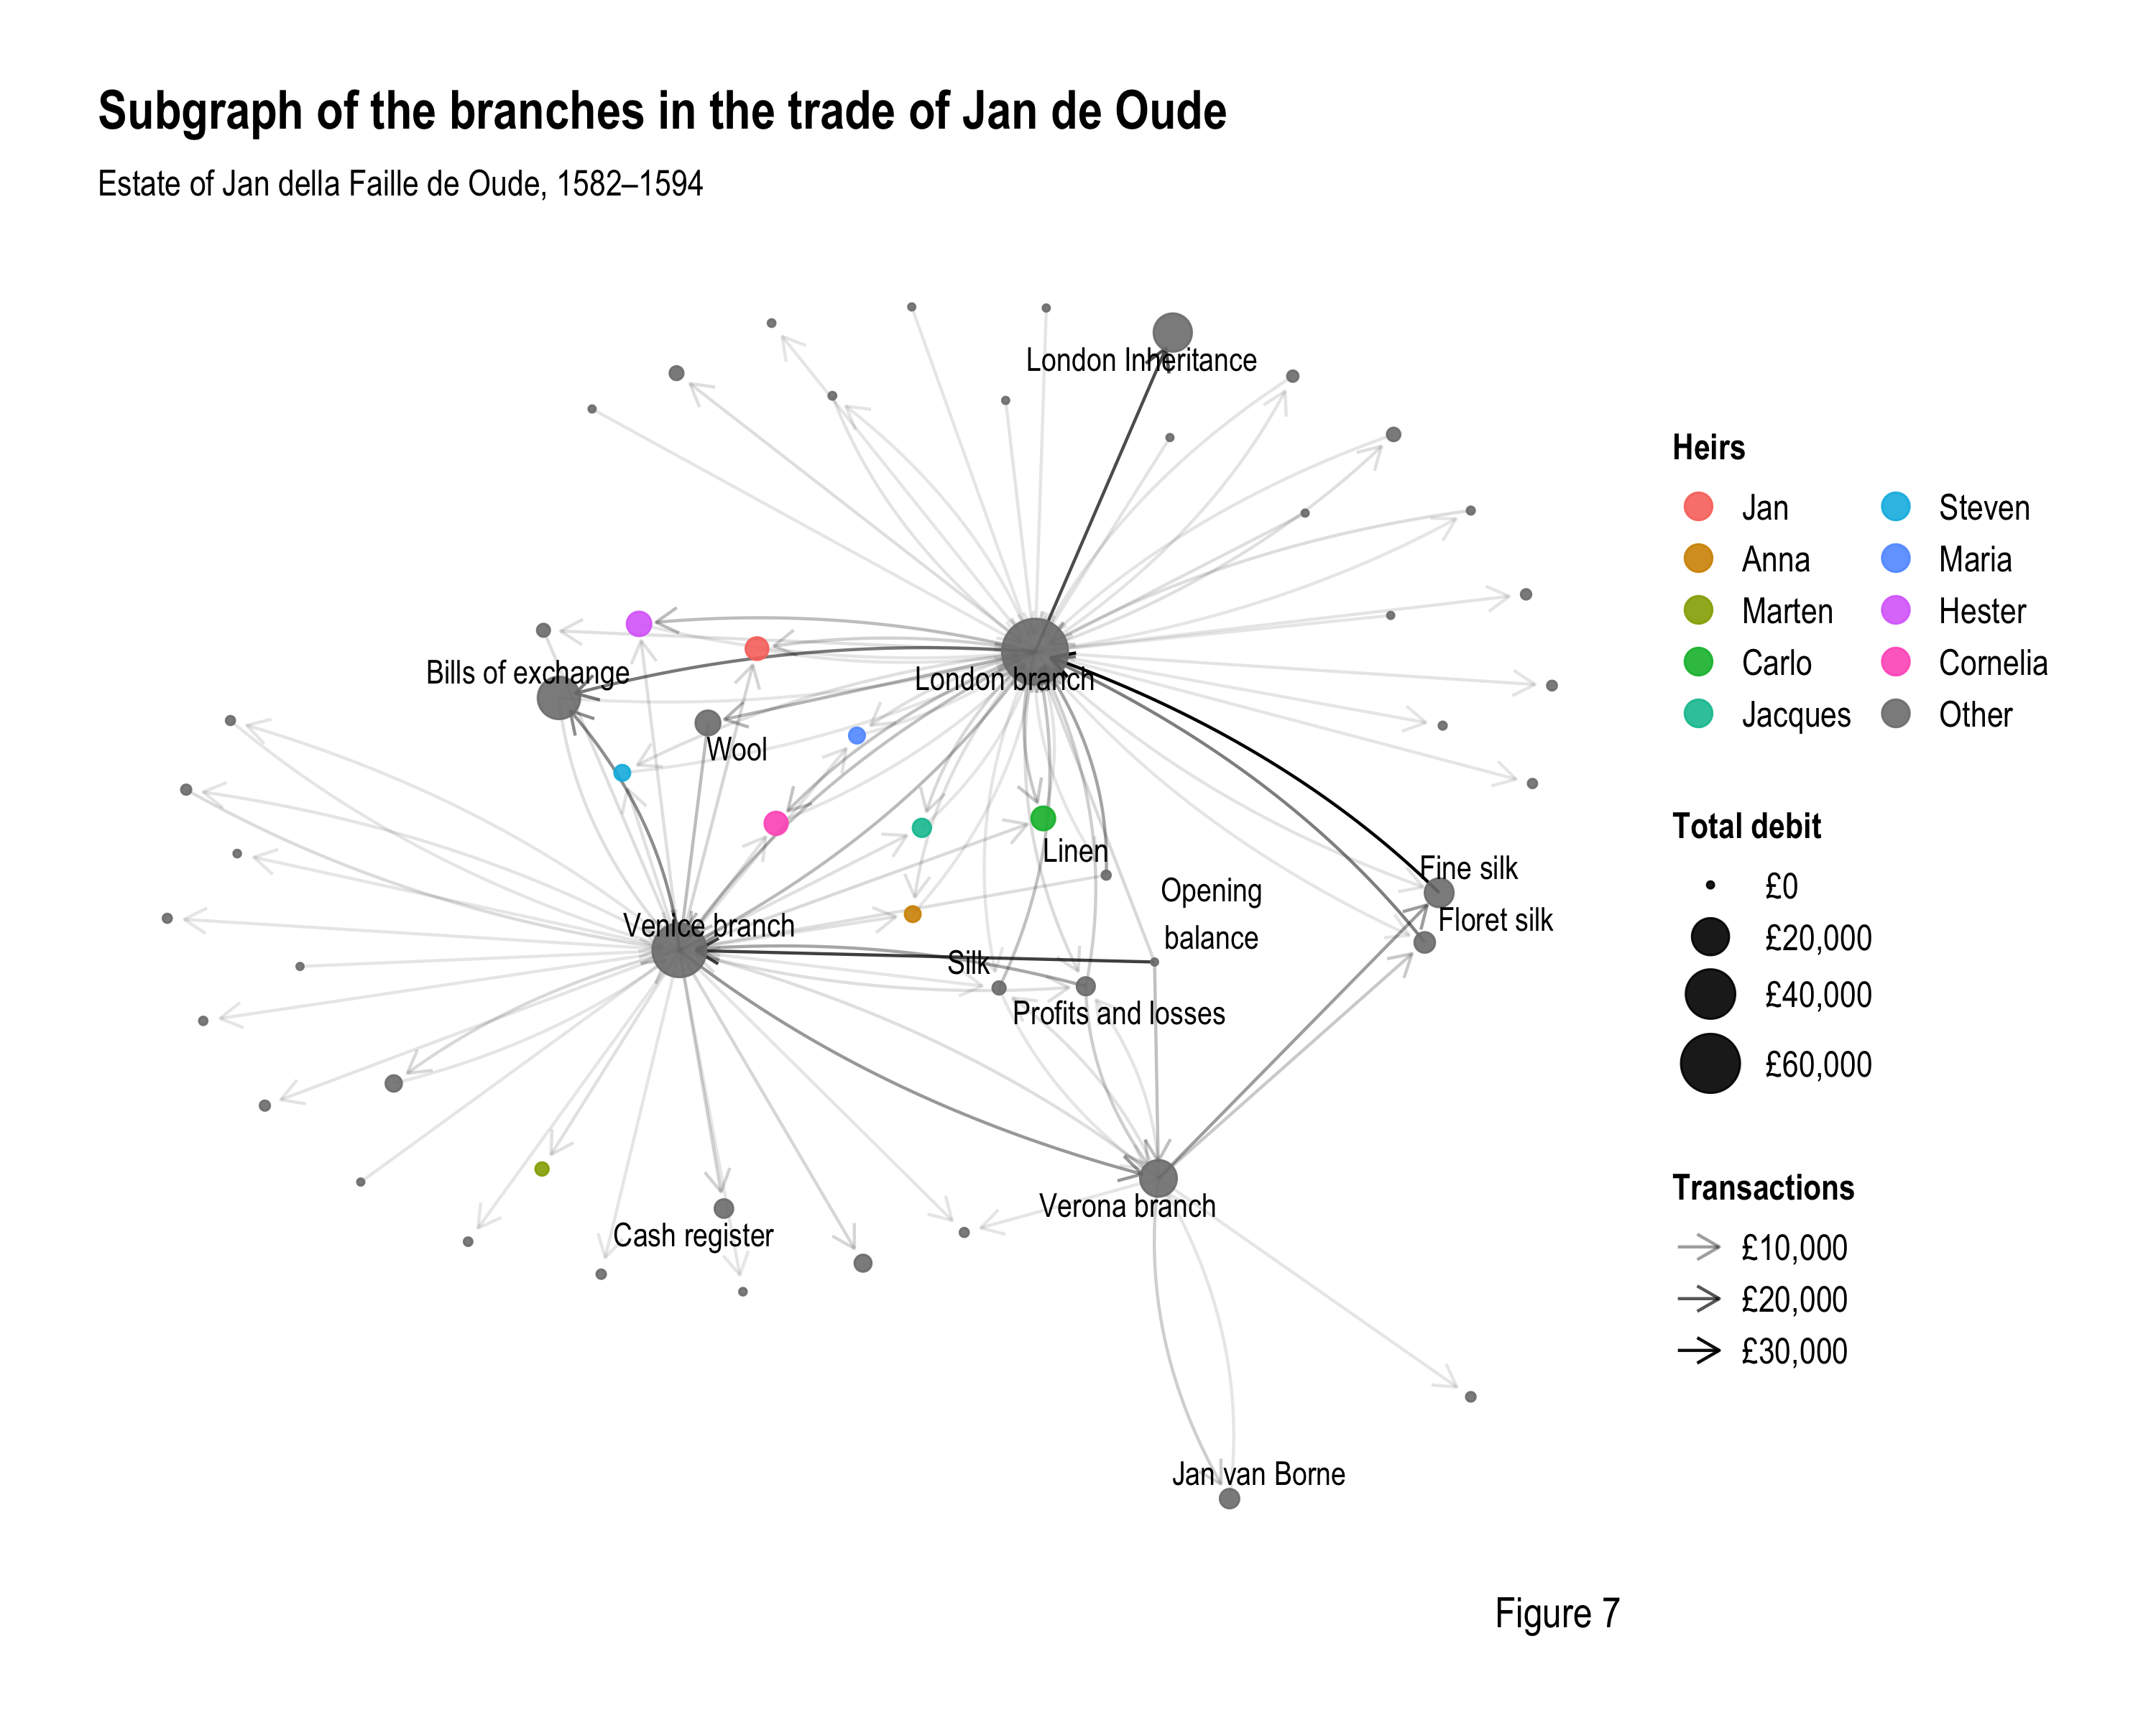 Subgraph of the branches in the trade of Jan de Oude
Estate of Jan della Faille de Oude, 1582–1594
London Inheritance
Bills of exchange
London branch
Wool
Linen
Fine silk
Opening
balance
Floret silk
Venice branch
Silk
Profits and losses
Verona branch
Cash register
Jan van Borne
Heirs
Jan
Anna
Marten
Carlo
Jacques
Steven
Maria
Hester
Cornelia
Other
Total debit
£0
£20,000
£40,000
£60,000
Transactions
£10,000
£20,000
£30,000
Figure 7